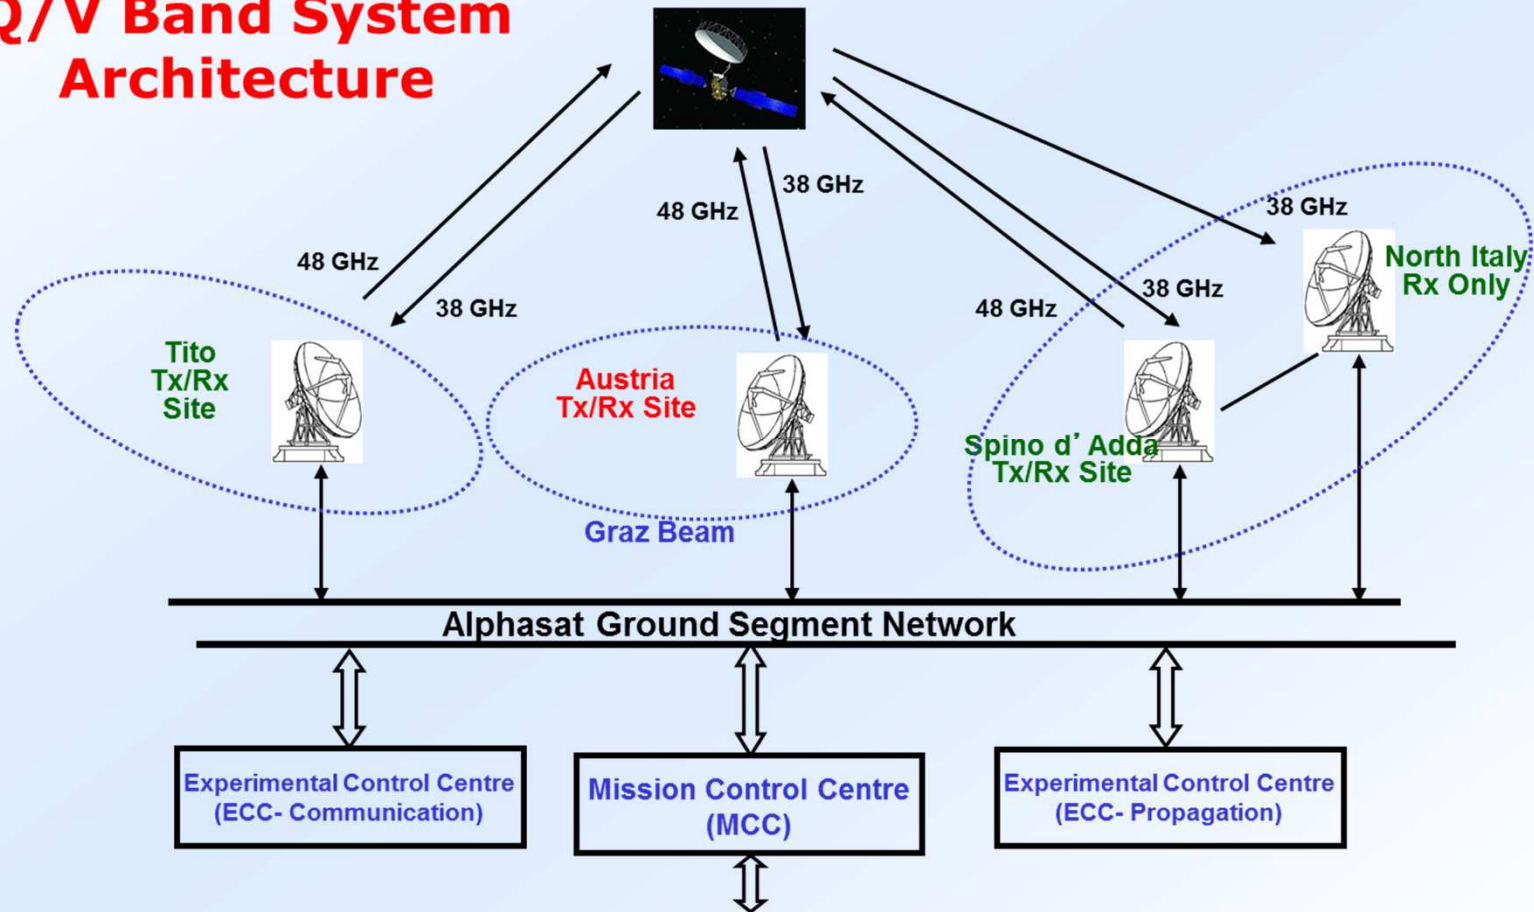 Q/V Band System
Architecture
38 GHz
48 GHz
38 GHz
48 GHz
38 GHz
48 GHz
38 GHz
North Italy
Rx Only
Tito
Tx/Rx
Site
Austria
Tx/Rx Site
Spino d’ Adda
Tx/Rx Site
Graz Beam
Alphasat Ground Segment Network
Experimental Control Centre
(ECC- Communication)
Mission Control Centre
(MCC)
Experimental Control Centre
(ECC- Propagation)